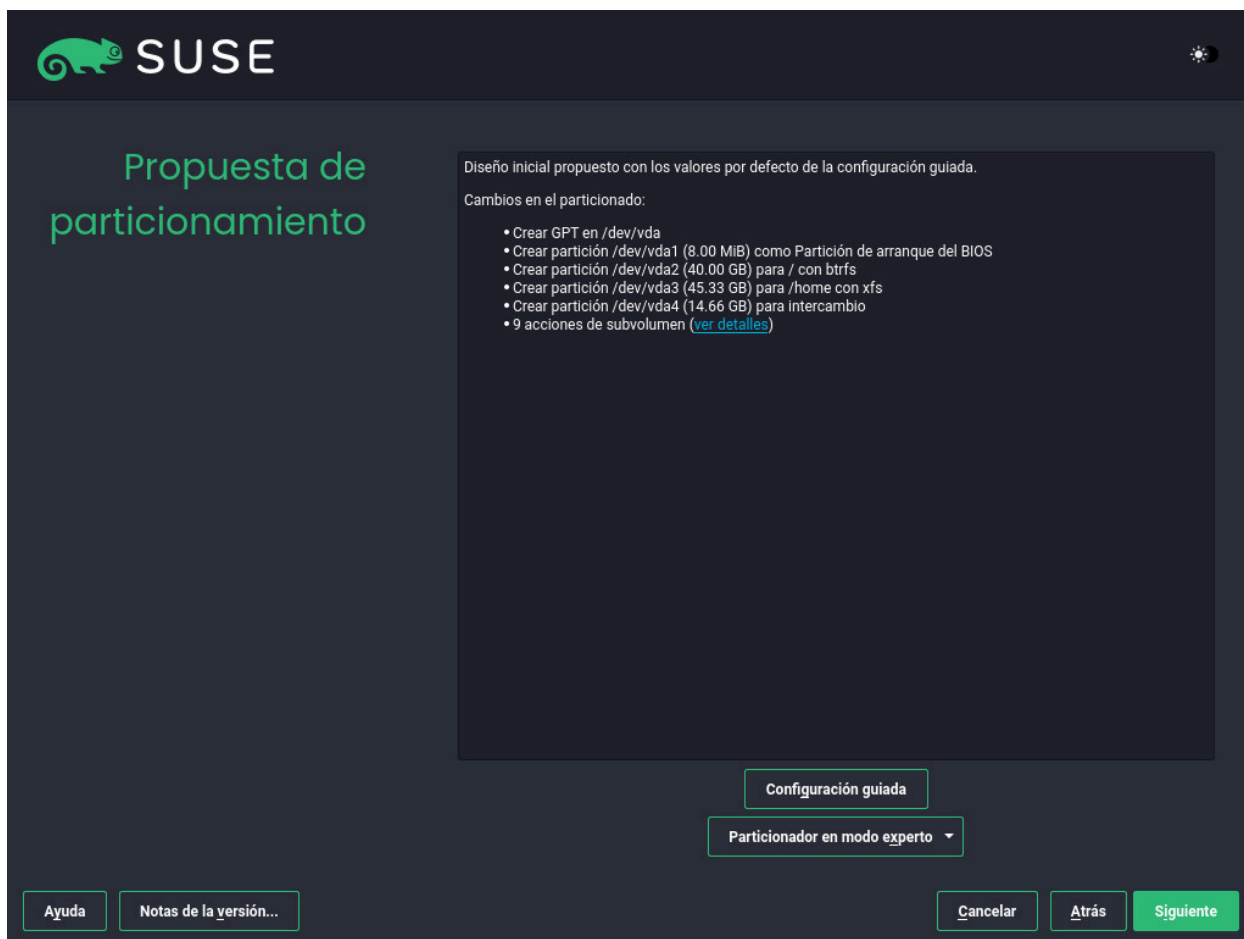 SUSE
Propuesta de
particionamiento
Diseño inicial propuesto con los valores por defecto de la configuración guiada.
Cambios en el particionado:
• Crear GPT en /dev/vda
• Crear partición /dev/vda1 (8.00 MiB) como Partición de arranque del BIOS
• Crear partición /dev/vda2 (40.00 GB) para / con btrfs
• Crear partición /dev/vda3 (45.33 GB) para /home con xfs
• Crear partición /dev/vda4 (14.66 GB) para intercambio
• 9 acciones de subvolumen (ver detalles)
Configuración guiada
Particionador en modo experto
Ayuda
Notas de la versión...
Cancelar
Atrás
Siguiente